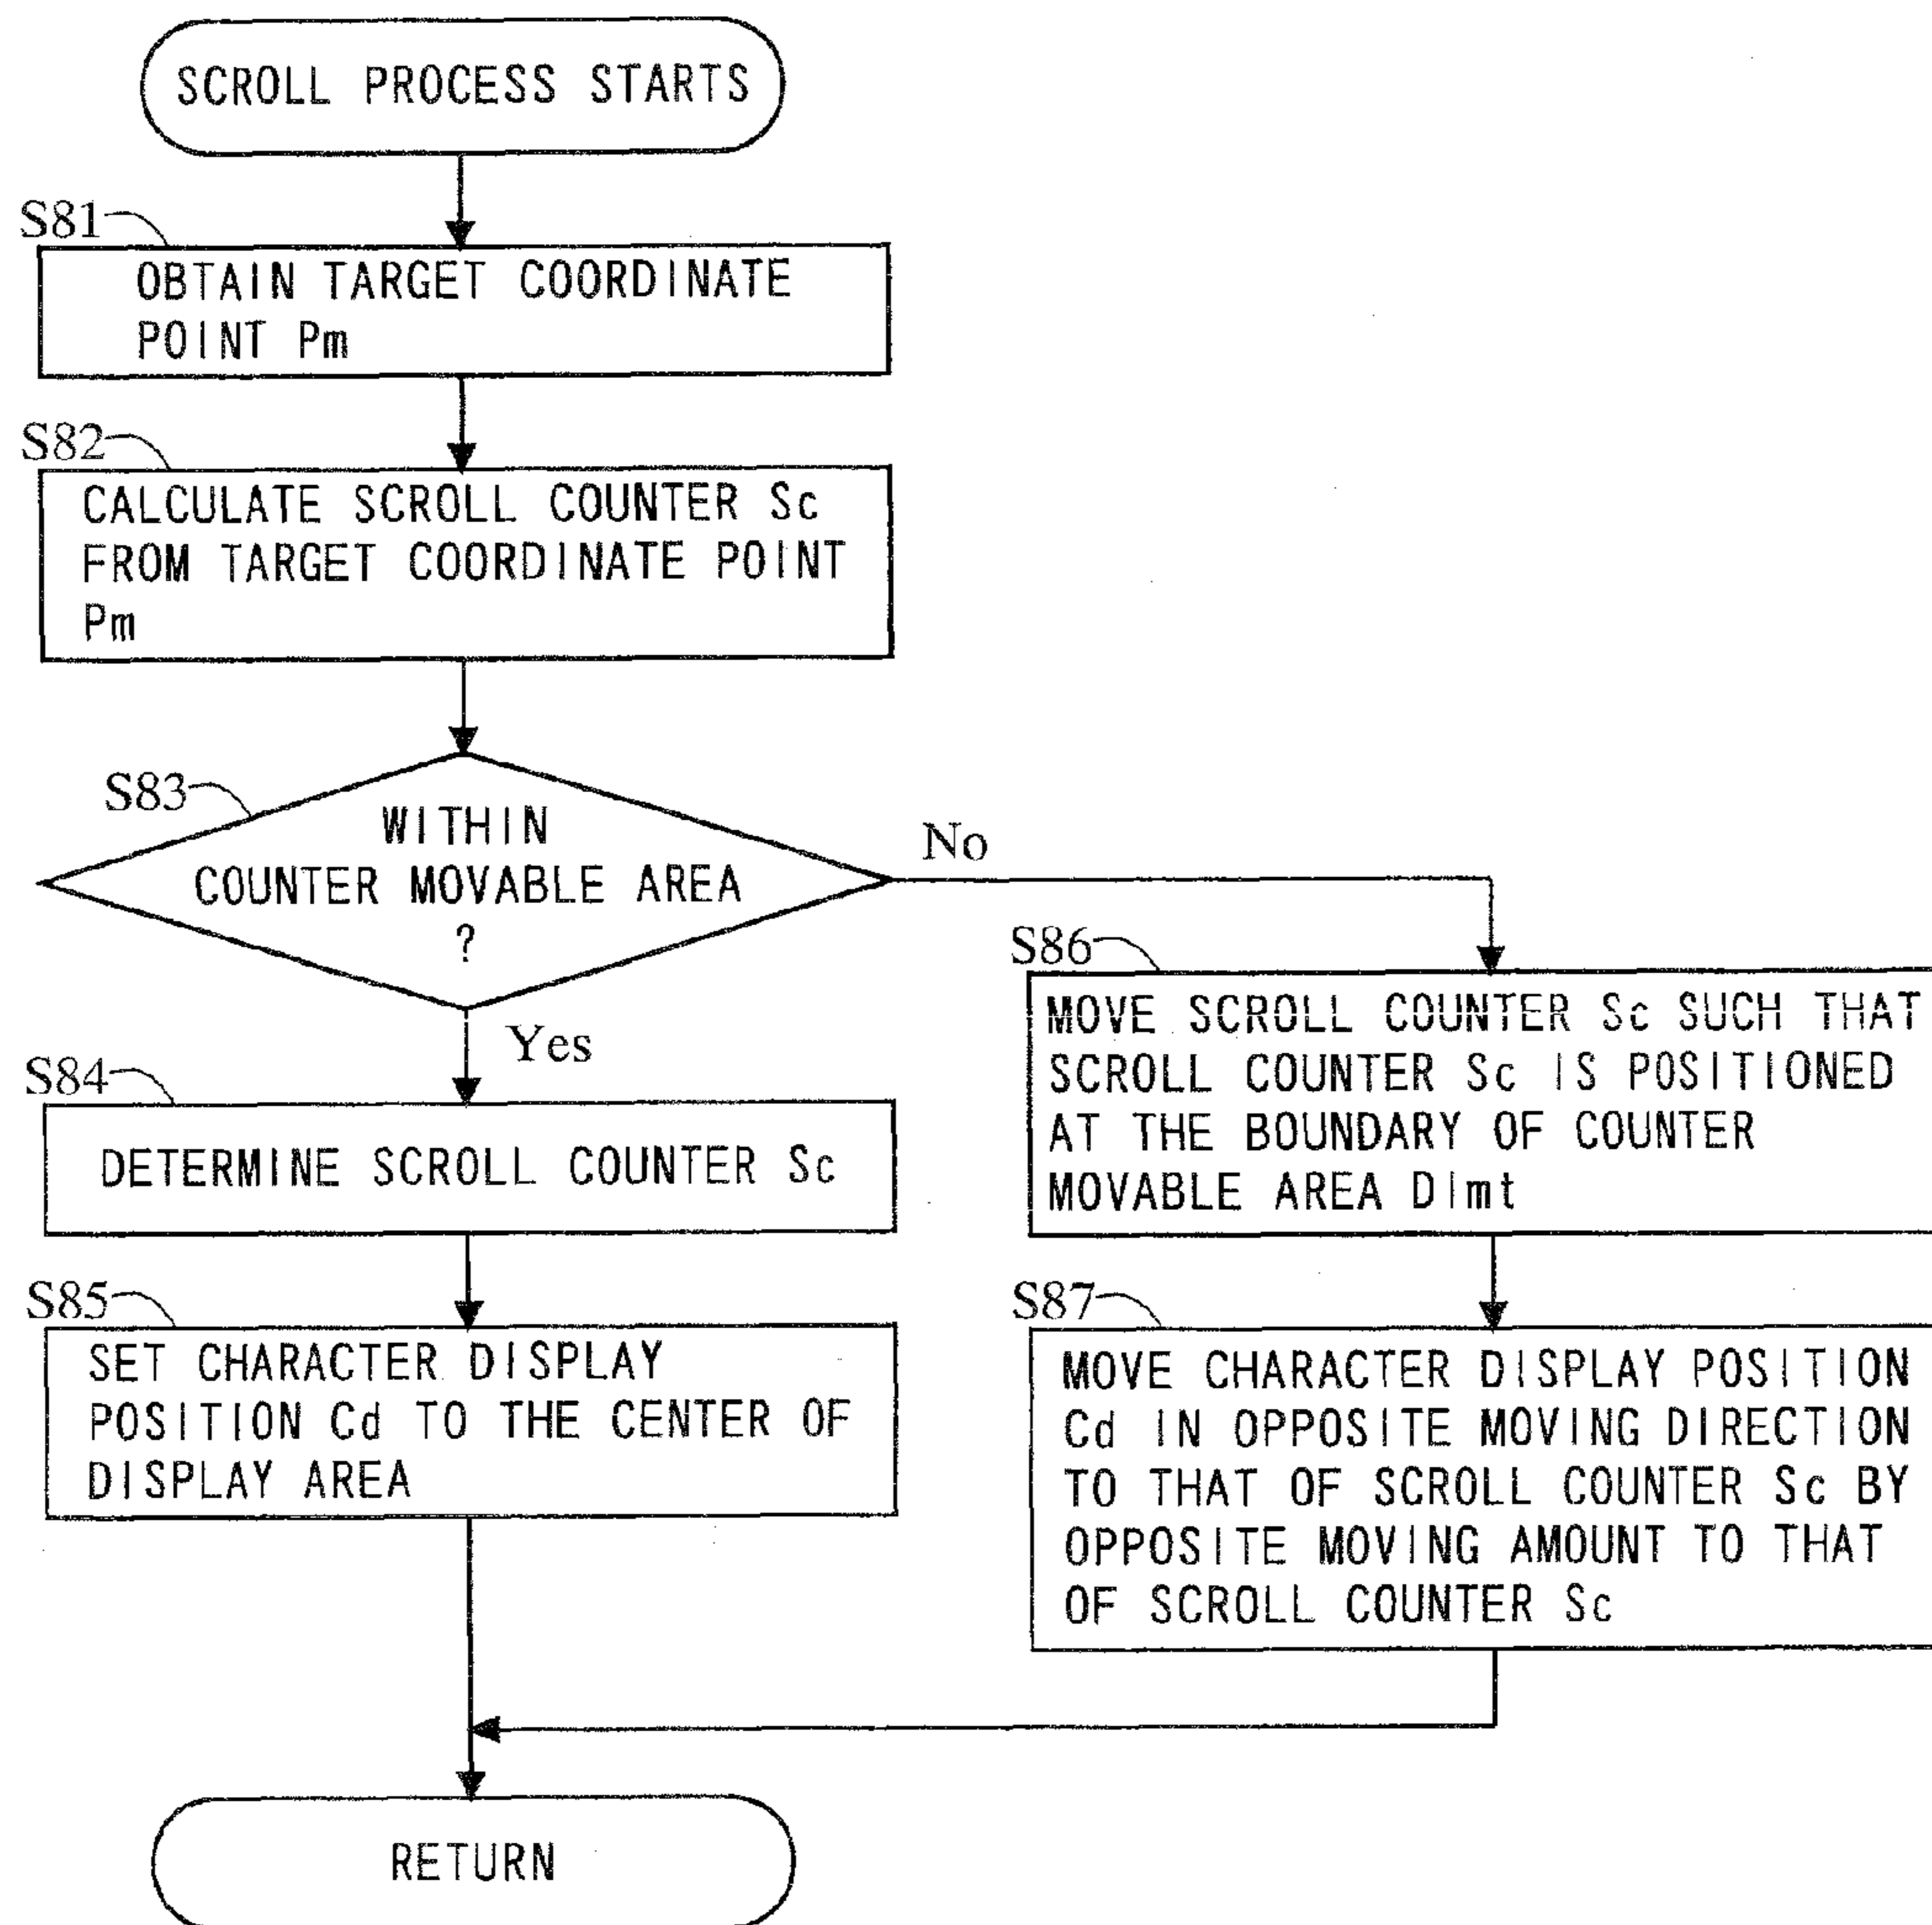 SCROLL PROCESS STARTS
S81
OBTAIN TARGET COORDINATE
POINT Pm
S82
CALCULATE SCROLL COUNTER Sc
FROM TARGET COORDINATE POINT
Pm
S83
WITHIN
COUNTER MOVABLE AREA
?
No
Yes
S84
DETERMINE SCROLL COUNTER Sc
S85
SET CHARACTER DISPLAY
POSITION Cd TO THE CENTER OF
DISPLAY AREA
S86
MOVE SCROLL COUNTER Sc SUCH THAT
SCROLL COUNTER Sc IS POSITIONED
AT THE BOUNDARY OF COUNTER
MOVABLE AREA Dlmt
S87
MOVE CHARACTER DISPLAY POSITION
Cd IN OPPOSITE MOVING DIRECTION
TO THAT OF SCROLL COUNTER Sc BY
OPPOSITE MOVING AMOUNT TO THAT
OF SCROLL COUNTER Sc
RETURN